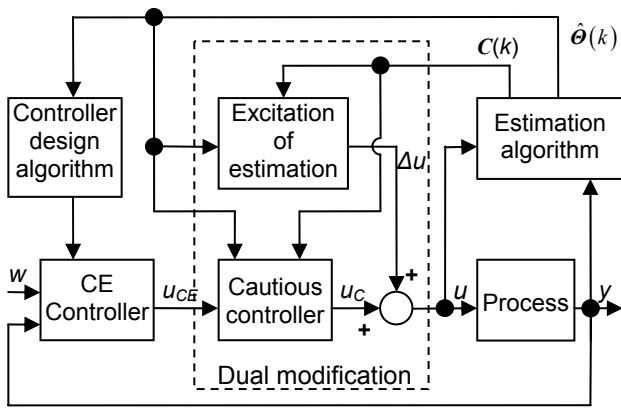 C(k)
Θ̂(k)
Controller
design
algorithm
Excitation
of
estimation
Estimation
algorithm
Δu
w
CE
Controller
u_CE
Cautious
controller
u_C
+
+
u
Process
y
Dual modification